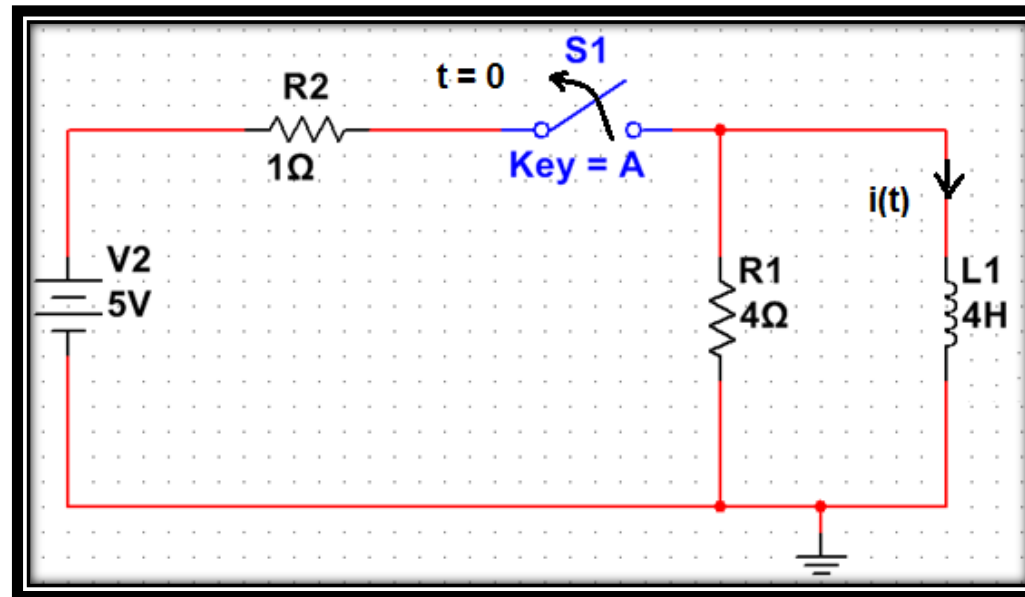 S1
t = 0
R2
1Ω
Key = A
i(t)
V2
5V
R1
4Ω
L1
4H